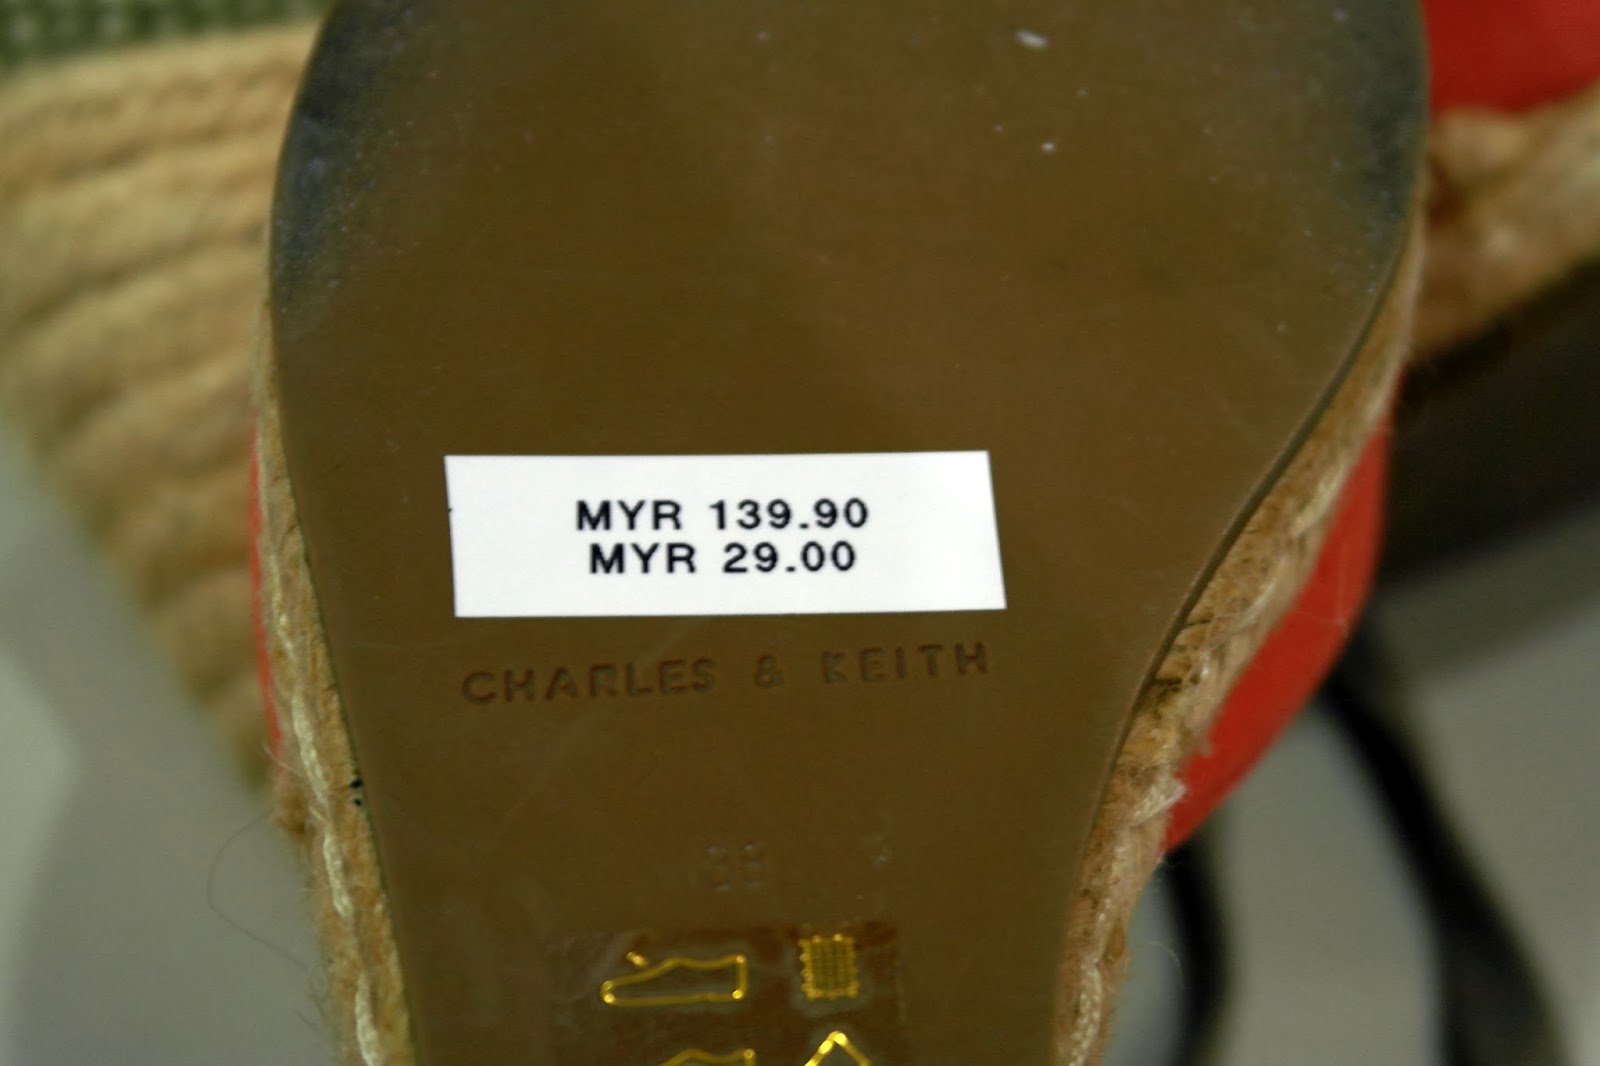 MYR 139.90
MYR 29.00
CHARLES & KEITH